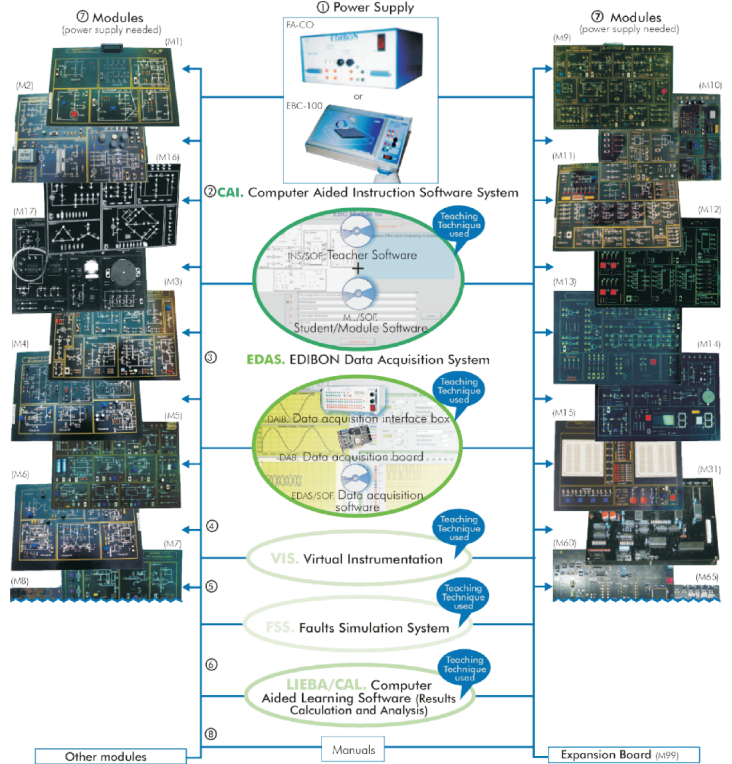 ① Power Supply
⑦ Modules
(power supply needed)
⑦ Modules
(power supply needed)
FA-CO
EDIBON
or
EBC-100
(M1)
(M2)
(M16)
(M17)
(M3)
(M4)
(M5)
(M6)
(M7)
(M8)
(M9)
(M10)
(M11)
(M12)
(M13)
(M14)
(M15)
(M31)
(M60)
(M65)
② CAI. Computer Aided Instruction Software System
Teaching
Technique
used
INS/SOF. Teacher Software
+
M.../SOF.
Student/Module Software
③ EDAS. EDIBON Data Acquisition System
Teaching
Technique
used
DAIB. Data acquisition interface box
DAB. Data acquisition board
EDAS/SOF. Data acquisition
software
④
Teaching
Technique
used
VIS. Virtual Instrumentation
⑤
Teaching
Technique
used
FSS. Faults Simulation System
⑥
Teaching
Technique
used
LIEBA/CAL. Computer
Aided Learning Software (Results
Calculation and Analysis)
⑧
Manuals
Other modules
Expansion Board (M99)